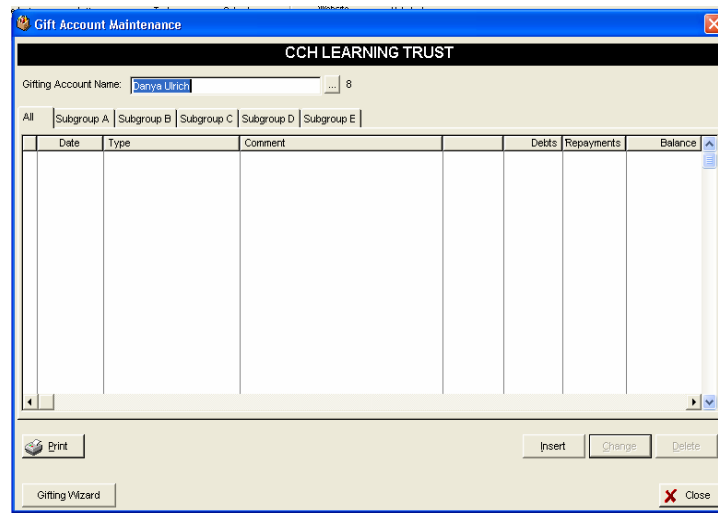 Gift Account Maintenance
CCH LEARNING TRUST
Gifting Account Name: Danya Ulrich ... 8
All Subgroup A Subgroup B Subgroup C Subgroup D Subgroup E
Date Type Comment Debts Repayments Balance
Print Insert Change Delete
Gifting Wizard Close